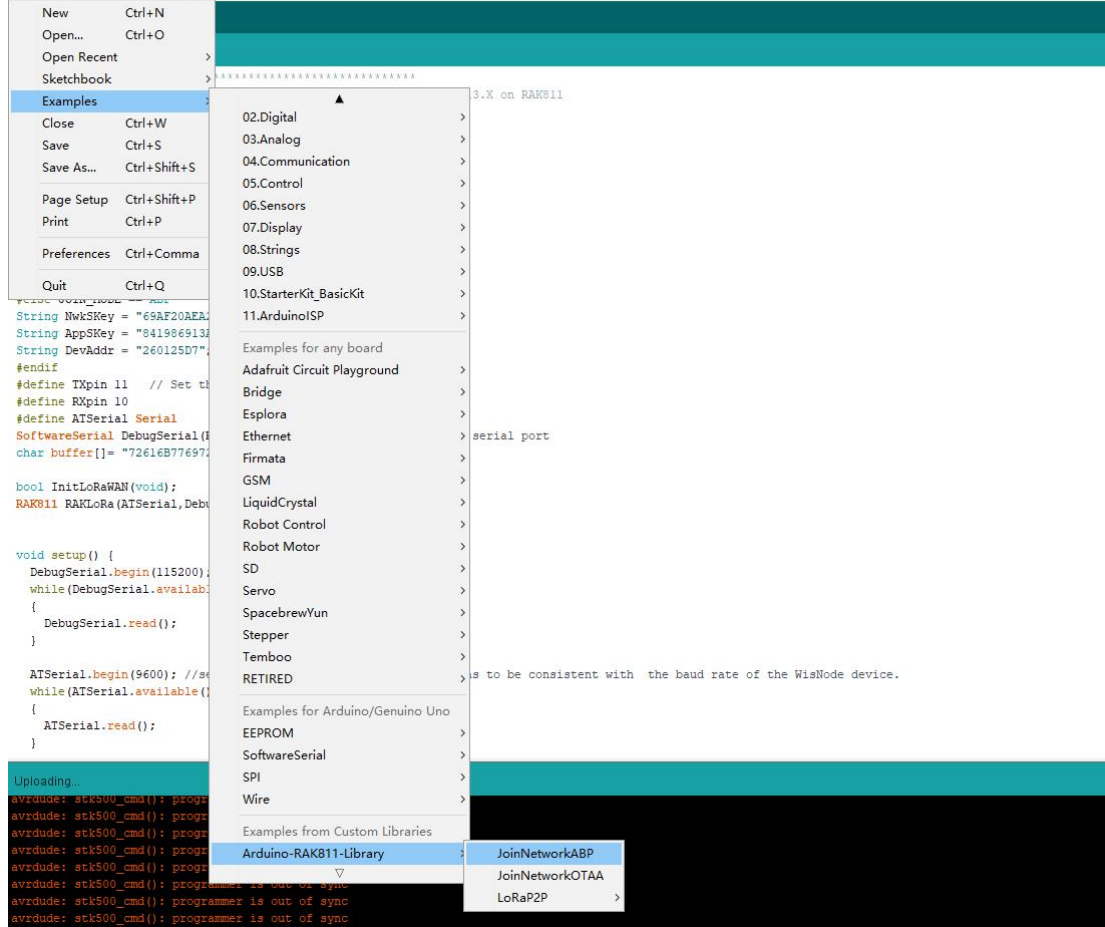 New Ctrl+N
Open... Ctrl+O
Open Recent
Sketchbook
Examples
Close Ctrl+W
Save Ctrl+S
Save As... Ctrl+Shift+S
Page Setup Ctrl+Shift+P
Print Ctrl+P
Preferences Ctrl+Comma
Quit Ctrl+Q
****************************
3.X on RAK811
02.Digital
03.Analog
04.Communication
05.Control
06.Sensors
07.Display
08.Strings
09.USB
10.StarterKit_BasicKit
11.ArduinoISP
Examples for any board
Adafruit Circuit Playground
Bridge
Esplora
Ethernet
Firmata
GSM
LiquidCrystal
Robot Control
Robot Motor
SD
Servo
SpacebrewYun
Stepper
Temboo
RETIRED
Examples for Arduino/Genuino Uno
EEPROM
SoftwareSerial
SPI
Wire
Examples from Custom Libraries
Arduino-RAK811-Library
JoinNetworkABP
JoinNetworkOTAA
LoRaP2P
String NwkSKey = "69AF20AEA
String AppSKey = "841986913
String DevAddr = "260125D7";
#endif
#define TXpin 11 // Set th
#define RXpin 10
#define ATSerial Serial
SoftwareSerial DebugSerial( serial port
char buffer[]= "72616B77697
bool InitLoRaWAN(void);
RAK811 RAKLoRa(ATSerial,Debu
void setup() {
DebugSerial.begin(115200);
while(DebugSerial.availab
{
DebugSerial.read();
}
ATSerial.begin(9600); //se s to be consistent with the baud rate of the WisNode device.
while(ATSerial.available()
{
ATSerial.read();
}
Uploading...
avrdude: stk500_cmd(): progr
avrdude: stk500_cmd(): progr
avrdude: stk500_cmd(): progr
avrdude: stk500_cmd(): progr
avrdude: stk500_cmd(): progr
avrdude: stk500_cmd(): programmer is out of sync
avrdude: stk500_cmd(): programmer is out of sync
avrdude: stk500_cmd(): programmer is out of sync